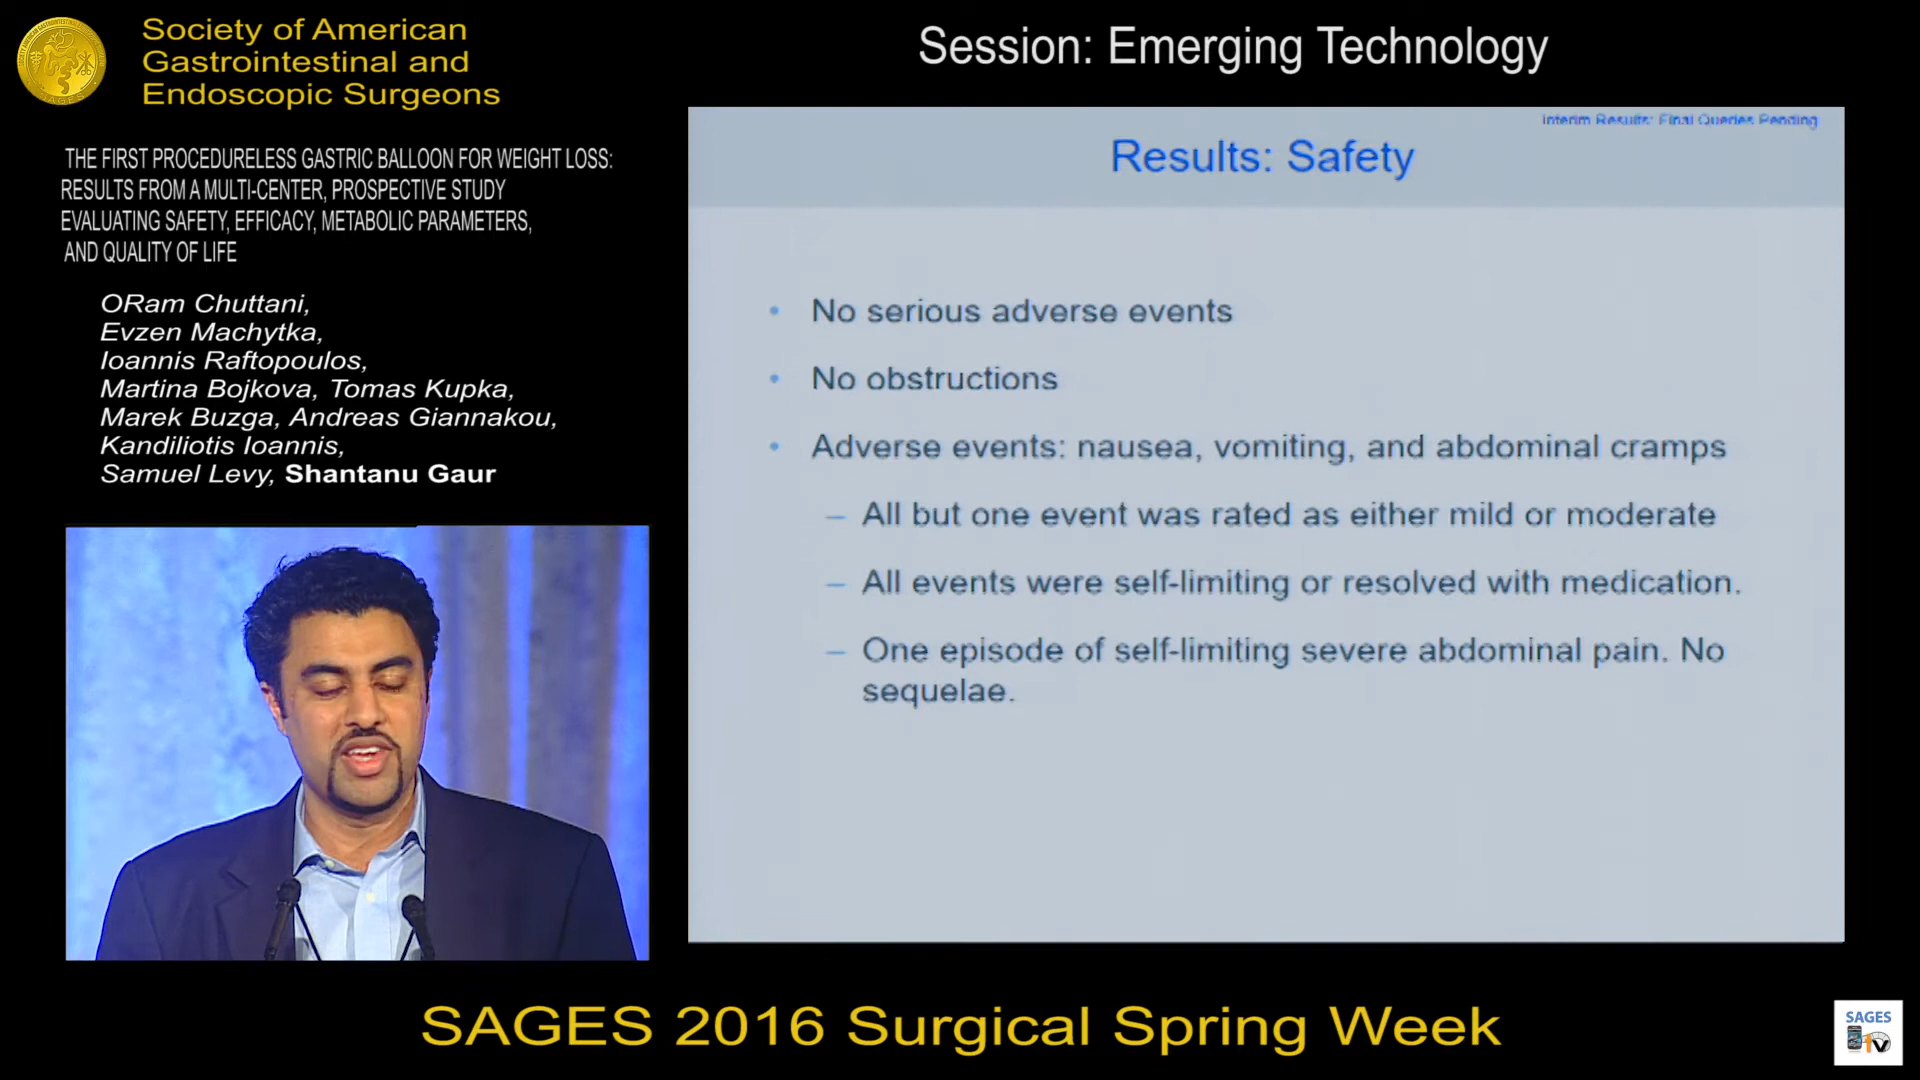 Society of American
Gastrointestinal and
Endoscopic Surgeons
SAGES
THE FIRST PROCEDURELESS GASTRIC BALLOON FOR WEIGHT LOSS:
RESULTS FROM A MULTI-CENTER, PROSPECTIVE STUDY
EVALUATING SAFETY, EFFICACY, METABOLIC PARAMETERS,
AND QUALITY OF LIFE
ORam Chuttani,
Evzen Machytka,
Ioannis Raftopoulos,
Martina Bojkova, Tomas Kupka,
Marek Buzga, Andreas Giannakou,
Kandiliotis Ioannis,
Samuel Levy, Shantanu Gaur
Session: Emerging Technology
Interim Results: Final Queries Pending
Results: Safety
• No serious adverse events
• No obstructions
• Adverse events: nausea, vomiting, and abdominal cramps
– All but one event was rated as either mild or moderate
– All events were self-limiting or resolved with medication.
– One episode of self-limiting severe abdominal pain. No
sequelae.
SAGES 2016 Surgical Spring Week
SAGES
TV